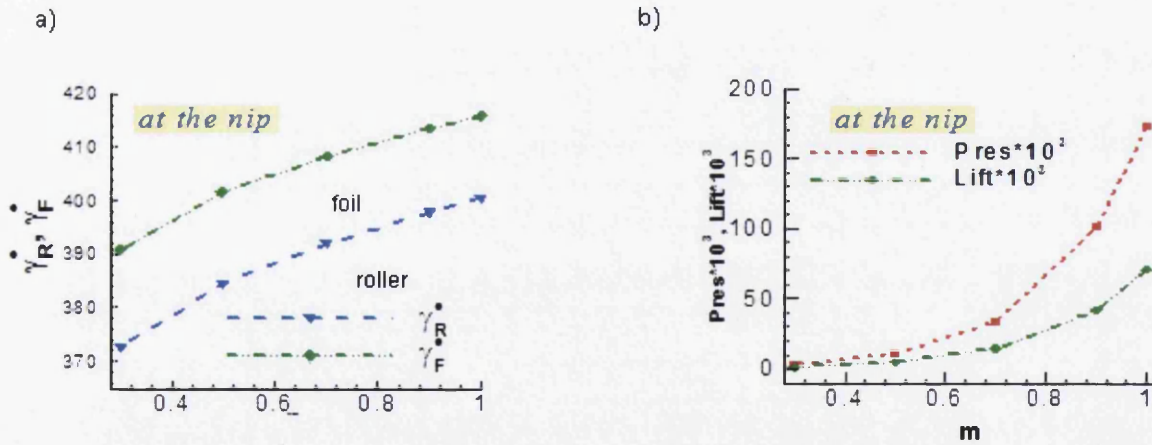 a)
420
410
400
390
380
370
γ̇R, γ̇F
at the nip
foil
roller
γ̇R
γ̇F
0.4
0.6
0.8
1
b)
200
150
100
50
0
Pres*10³, Lift*10³
at the nip
Pres*10³
Lift*10³
0.4
0.6
0.8
1
m